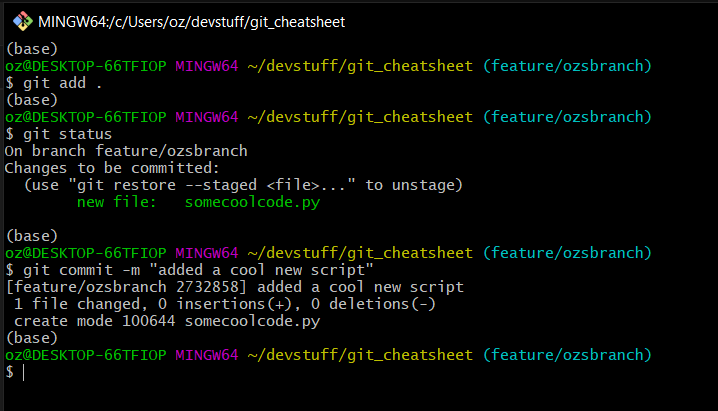 MINGW64:/c/Users/oz/devstuff/git_cheatsheet
(base)
oz@DESKTOP-66TFIOP MINGW64 ~/devstuff/git_cheatsheet (feature/ozsbranch)
$ git add .
(base)
oz@DESKTOP-66TFIOP MINGW64 ~/devstuff/git_cheatsheet (feature/ozsbranch)
$ git status
On branch feature/ozsbranch
Changes to be committed:
  (use "git restore --staged <file>..." to unstage)
        new file:   somecoolcode.py

(base)
oz@DESKTOP-66TFIOP MINGW64 ~/devstuff/git_cheatsheet (feature/ozsbranch)
$ git commit -m "added a cool new script"
[feature/ozsbranch 2732858] added a cool new script
 1 file changed, 0 insertions(+), 0 deletions(-)
 create mode 100644 somecoolcode.py
(base)
oz@DESKTOP-66TFIOP MINGW64 ~/devstuff/git_cheatsheet (feature/ozsbranch)
$